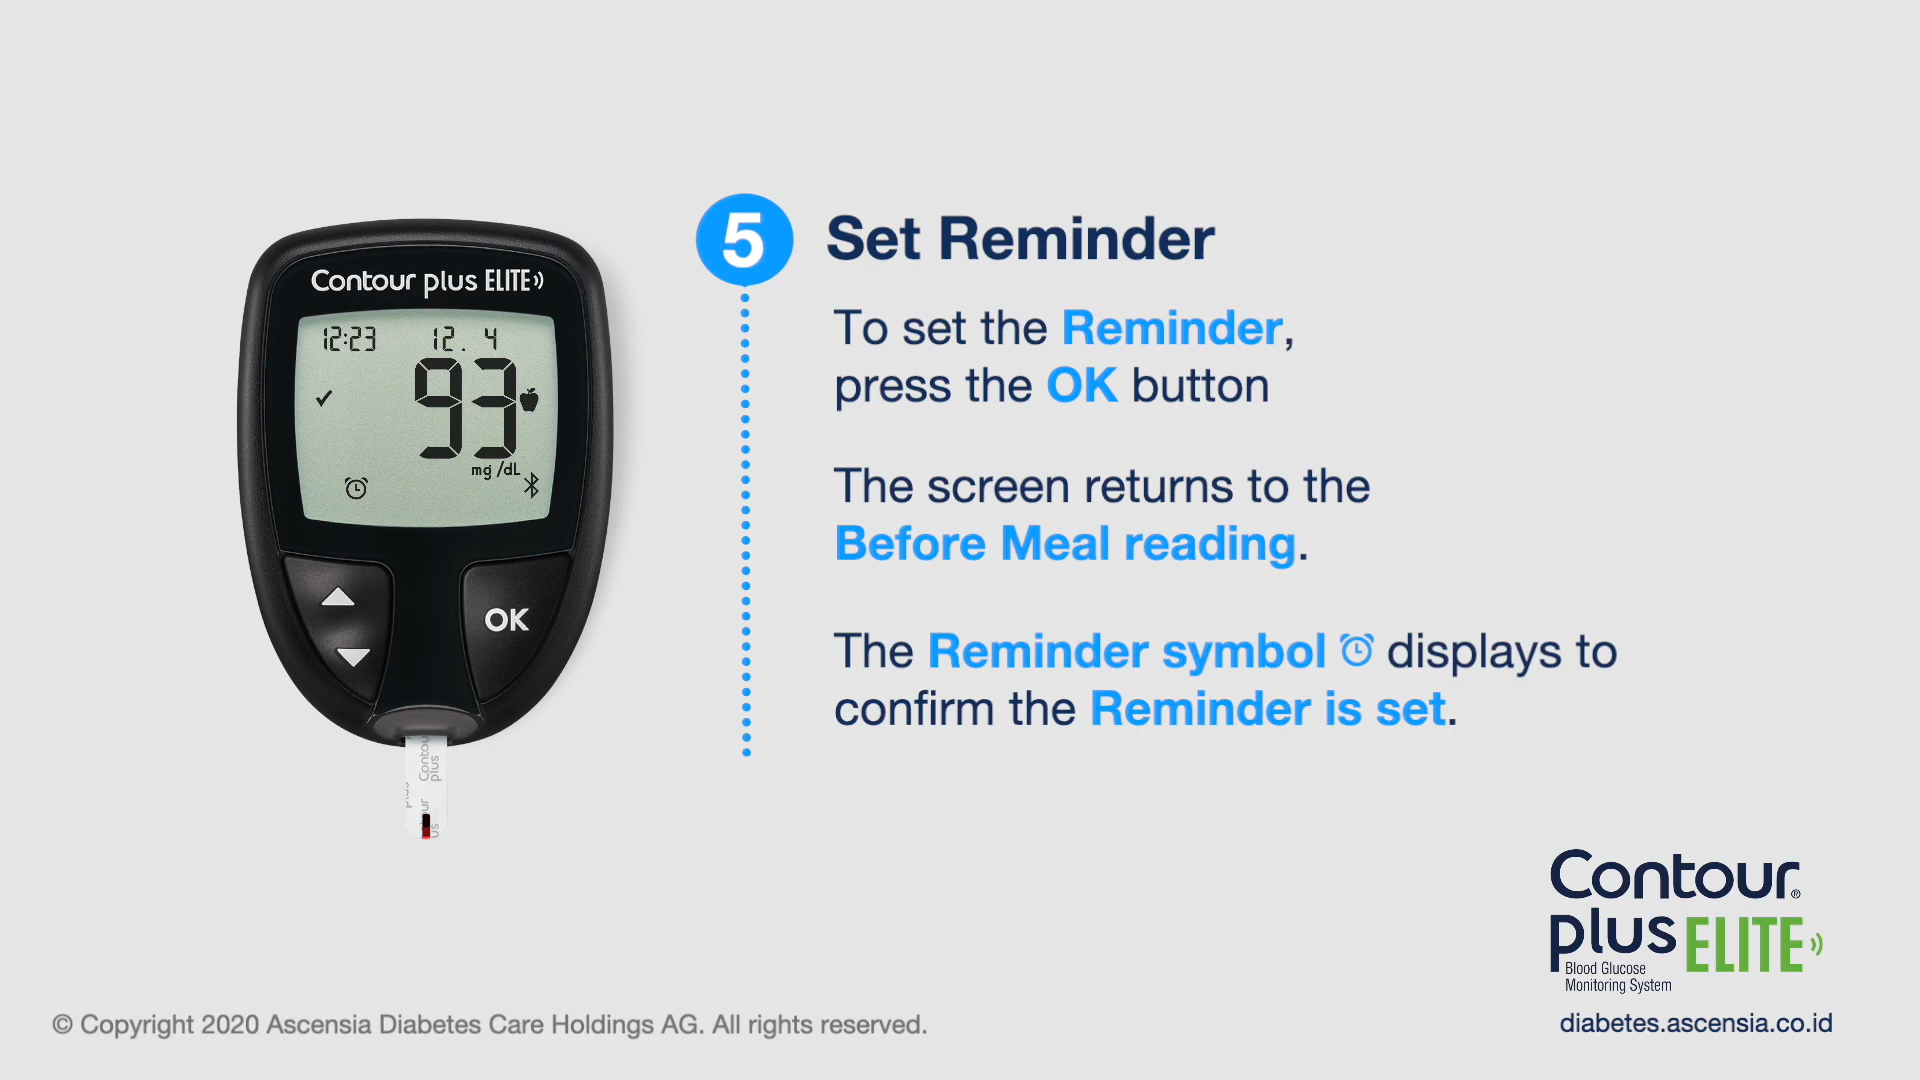 Contour plus ELITE
12:23 12. 4
93
mg/dL
OK
Contour
plus
5
Set Reminder
To set the Reminder,
press the OK button
The screen returns to the
Before Meal reading.
The Reminder symbol displays to
confirm the Reminder is set.
Contour®
plus ELITE
Blood Glucose
Monitoring System
diabetes.ascensia.co.id
© Copyright 2020 Ascensia Diabetes Care Holdings AG. All rights reserved.